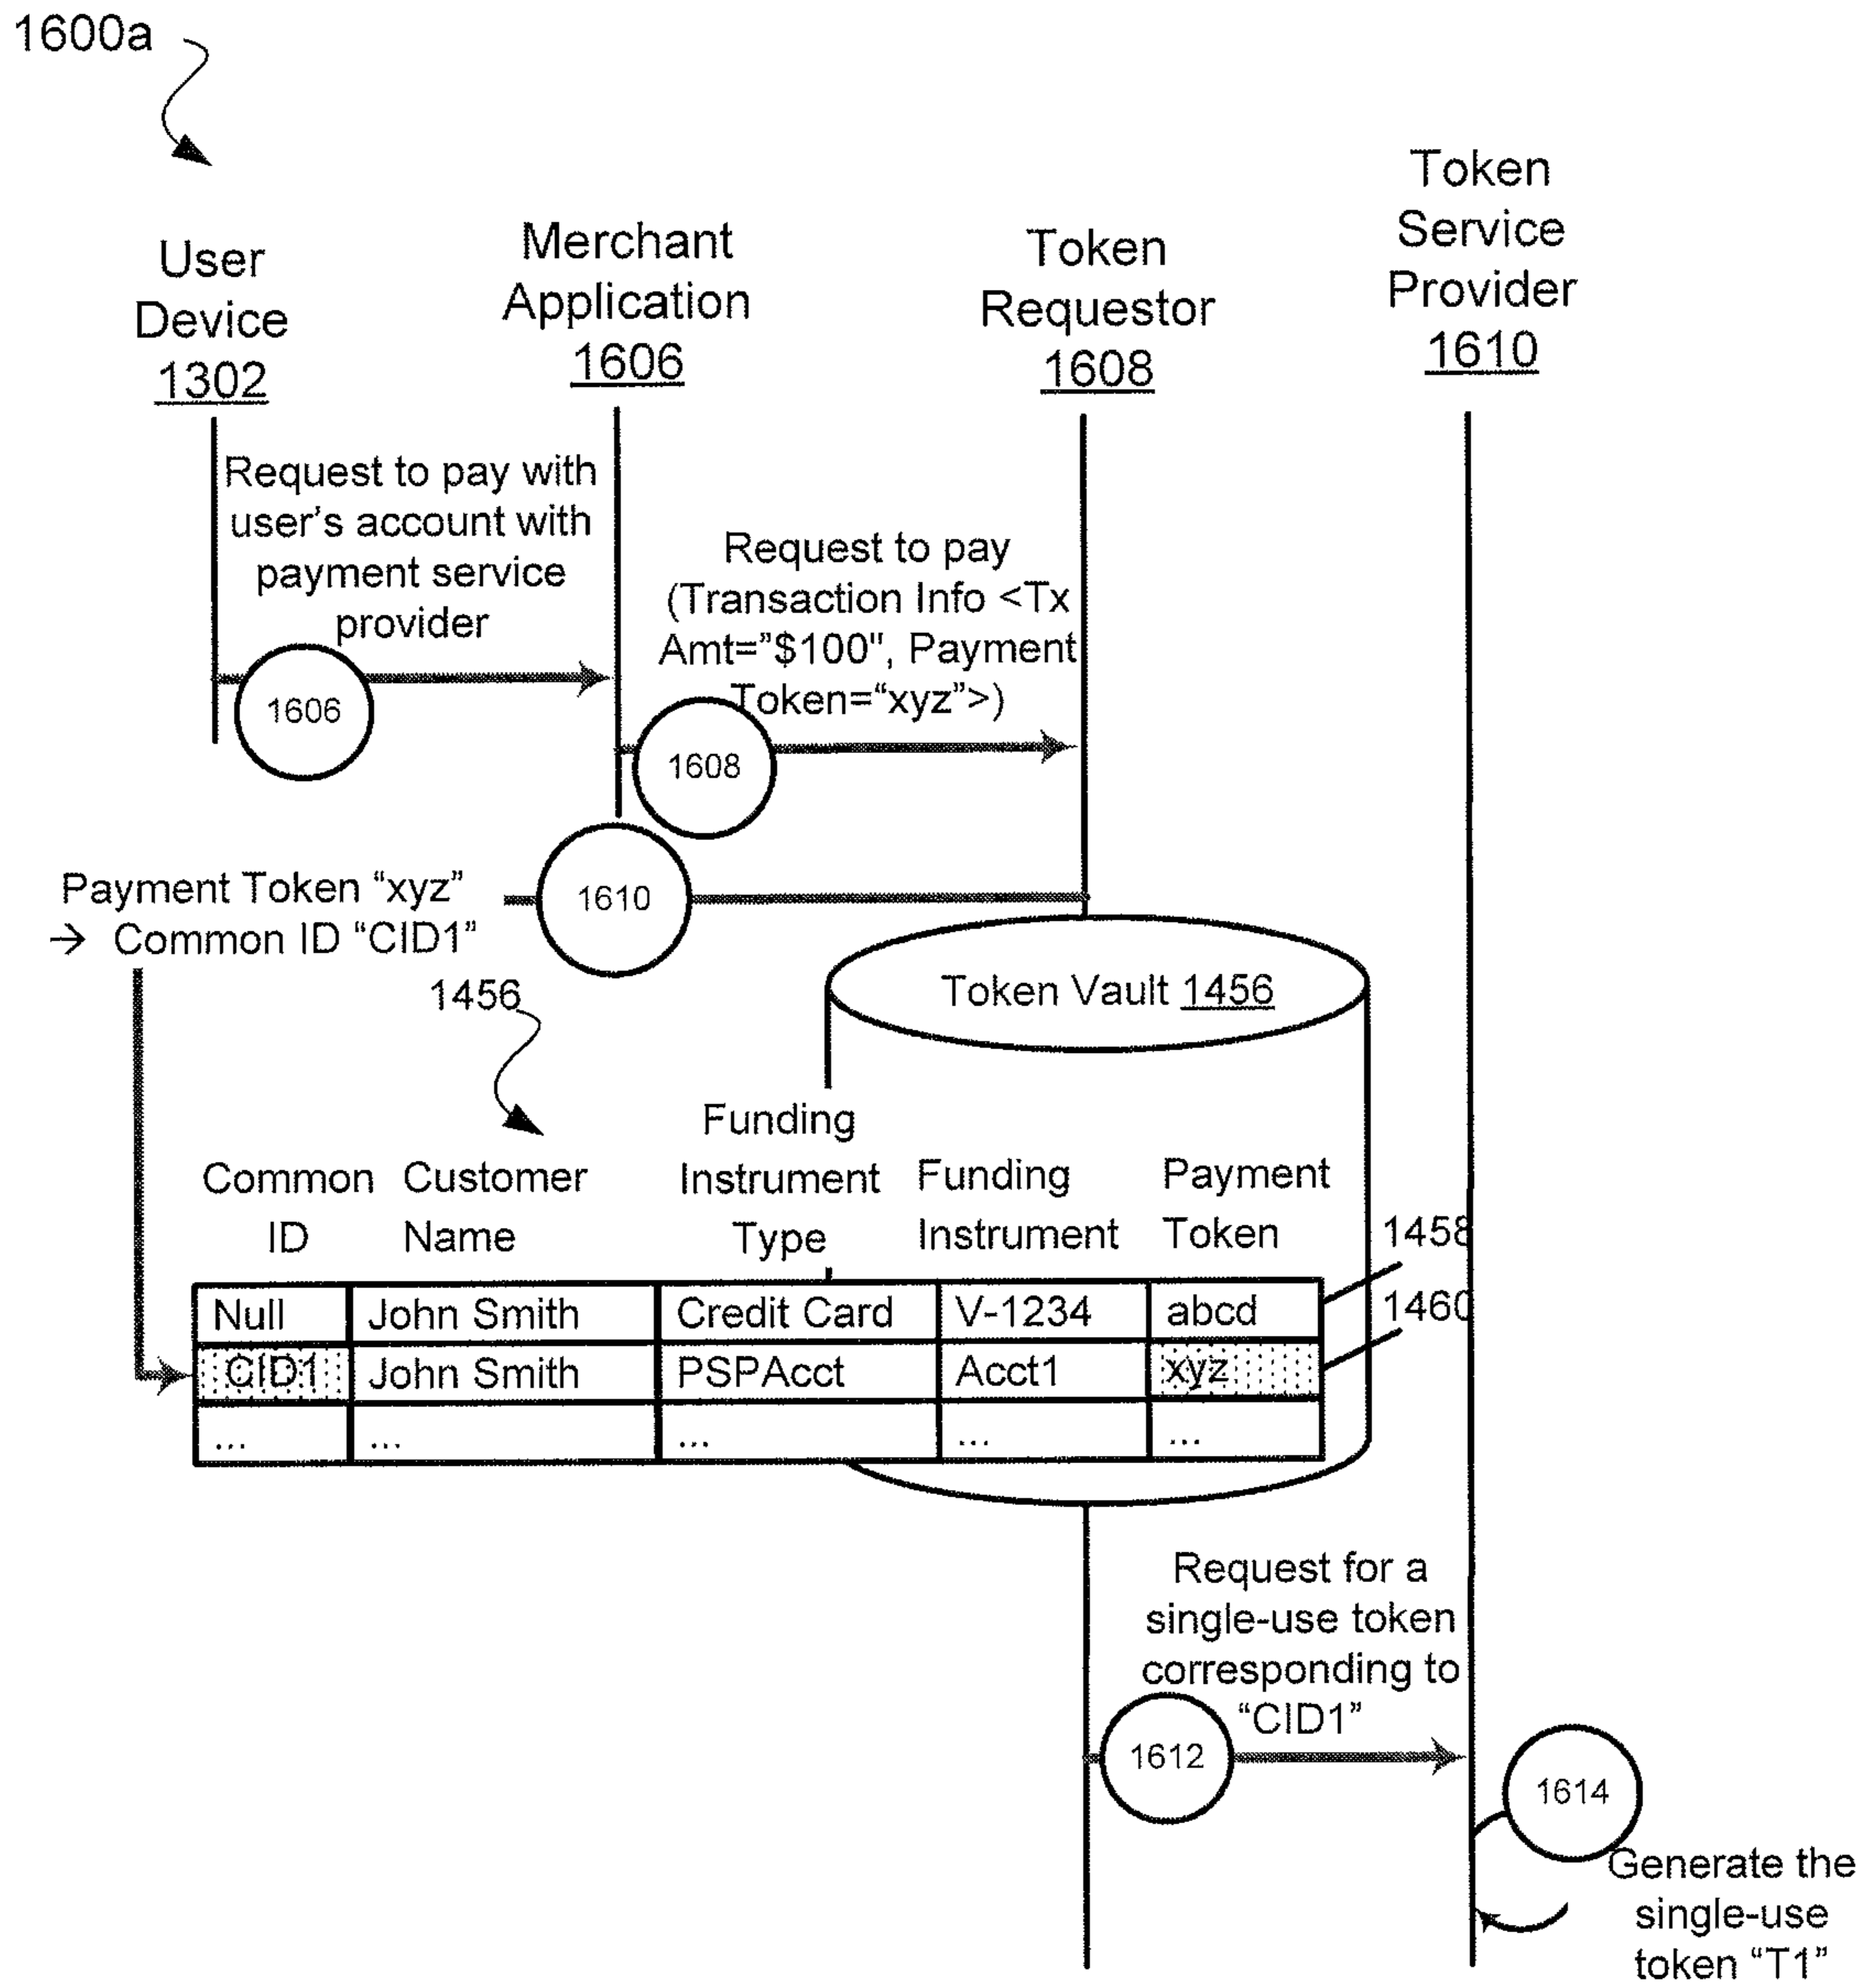 1600a
User
Device
1302
Merchant
Application
1606
Token
Requestor
1608
Token
Service
Provider
1610
Request to pay with
user's account with
payment service
provider
1606
Request to pay
(Transaction Info <Tx
Amt="$100", Payment
Token="xyz">)
1608
1610
Payment Token “xyz”
→ Common ID “CID1”
1456
Token Vault 1456
Common
ID
Customer
Name
Funding
Instrument
Type
Funding
Instrument
Payment
Token
1458
1460
Null John Smith Credit Card V-1234 abcd
CID1 John Smith PSPAcct Acct1 xyz
... ... ... ... ...
Request for a
single-use token
corresponding to
“CID1”
1612
1614
Generate the
single-use
token “T1”